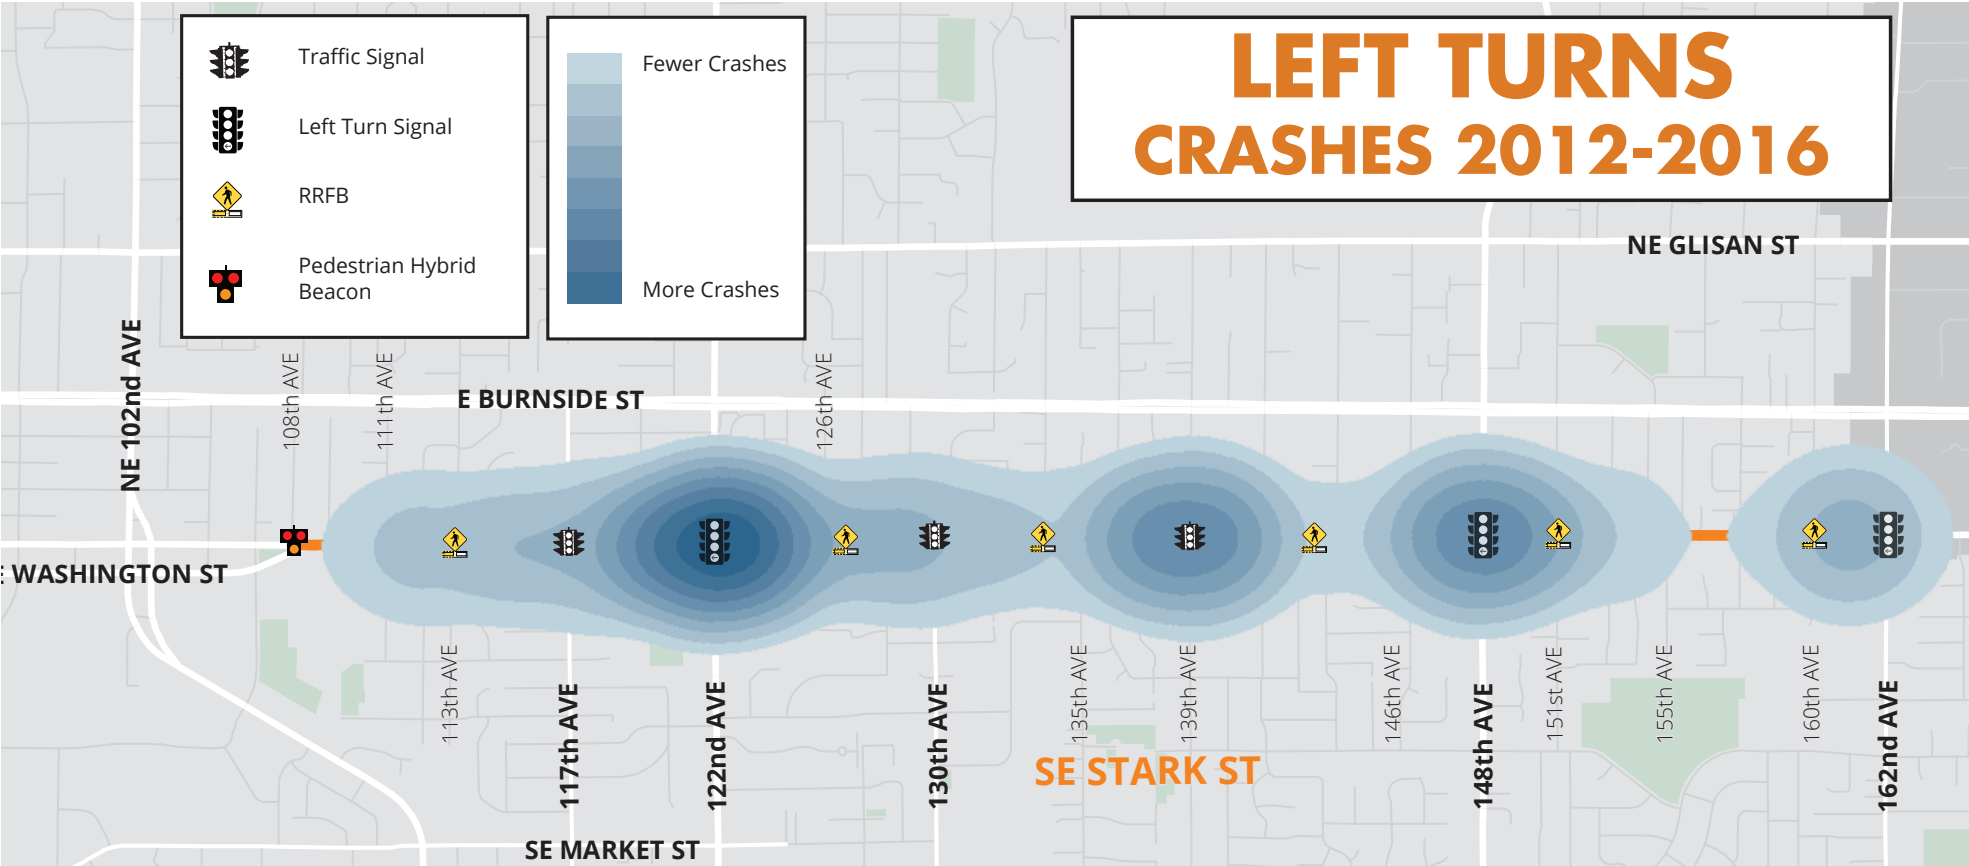 Traffic Signal
Left Turn Signal
RRFB
Pedestrian Hybrid
Beacon
Fewer Crashes
More Crashes
LEFT TURNS
CRASHES 2012-2016
NE GLISAN ST
NE 102nd AVE
108th AVE
111th AVE
E BURNSIDE ST
126th AVE
WASHINGTON ST
113th AVE
117th AVE
122nd AVE
130th AVE
135th AVE
139th AVE
146th AVE
148th AVE
151st AVE
155th AVE
160th AVE
162nd AVE
SE STARK ST
SE MARKET ST